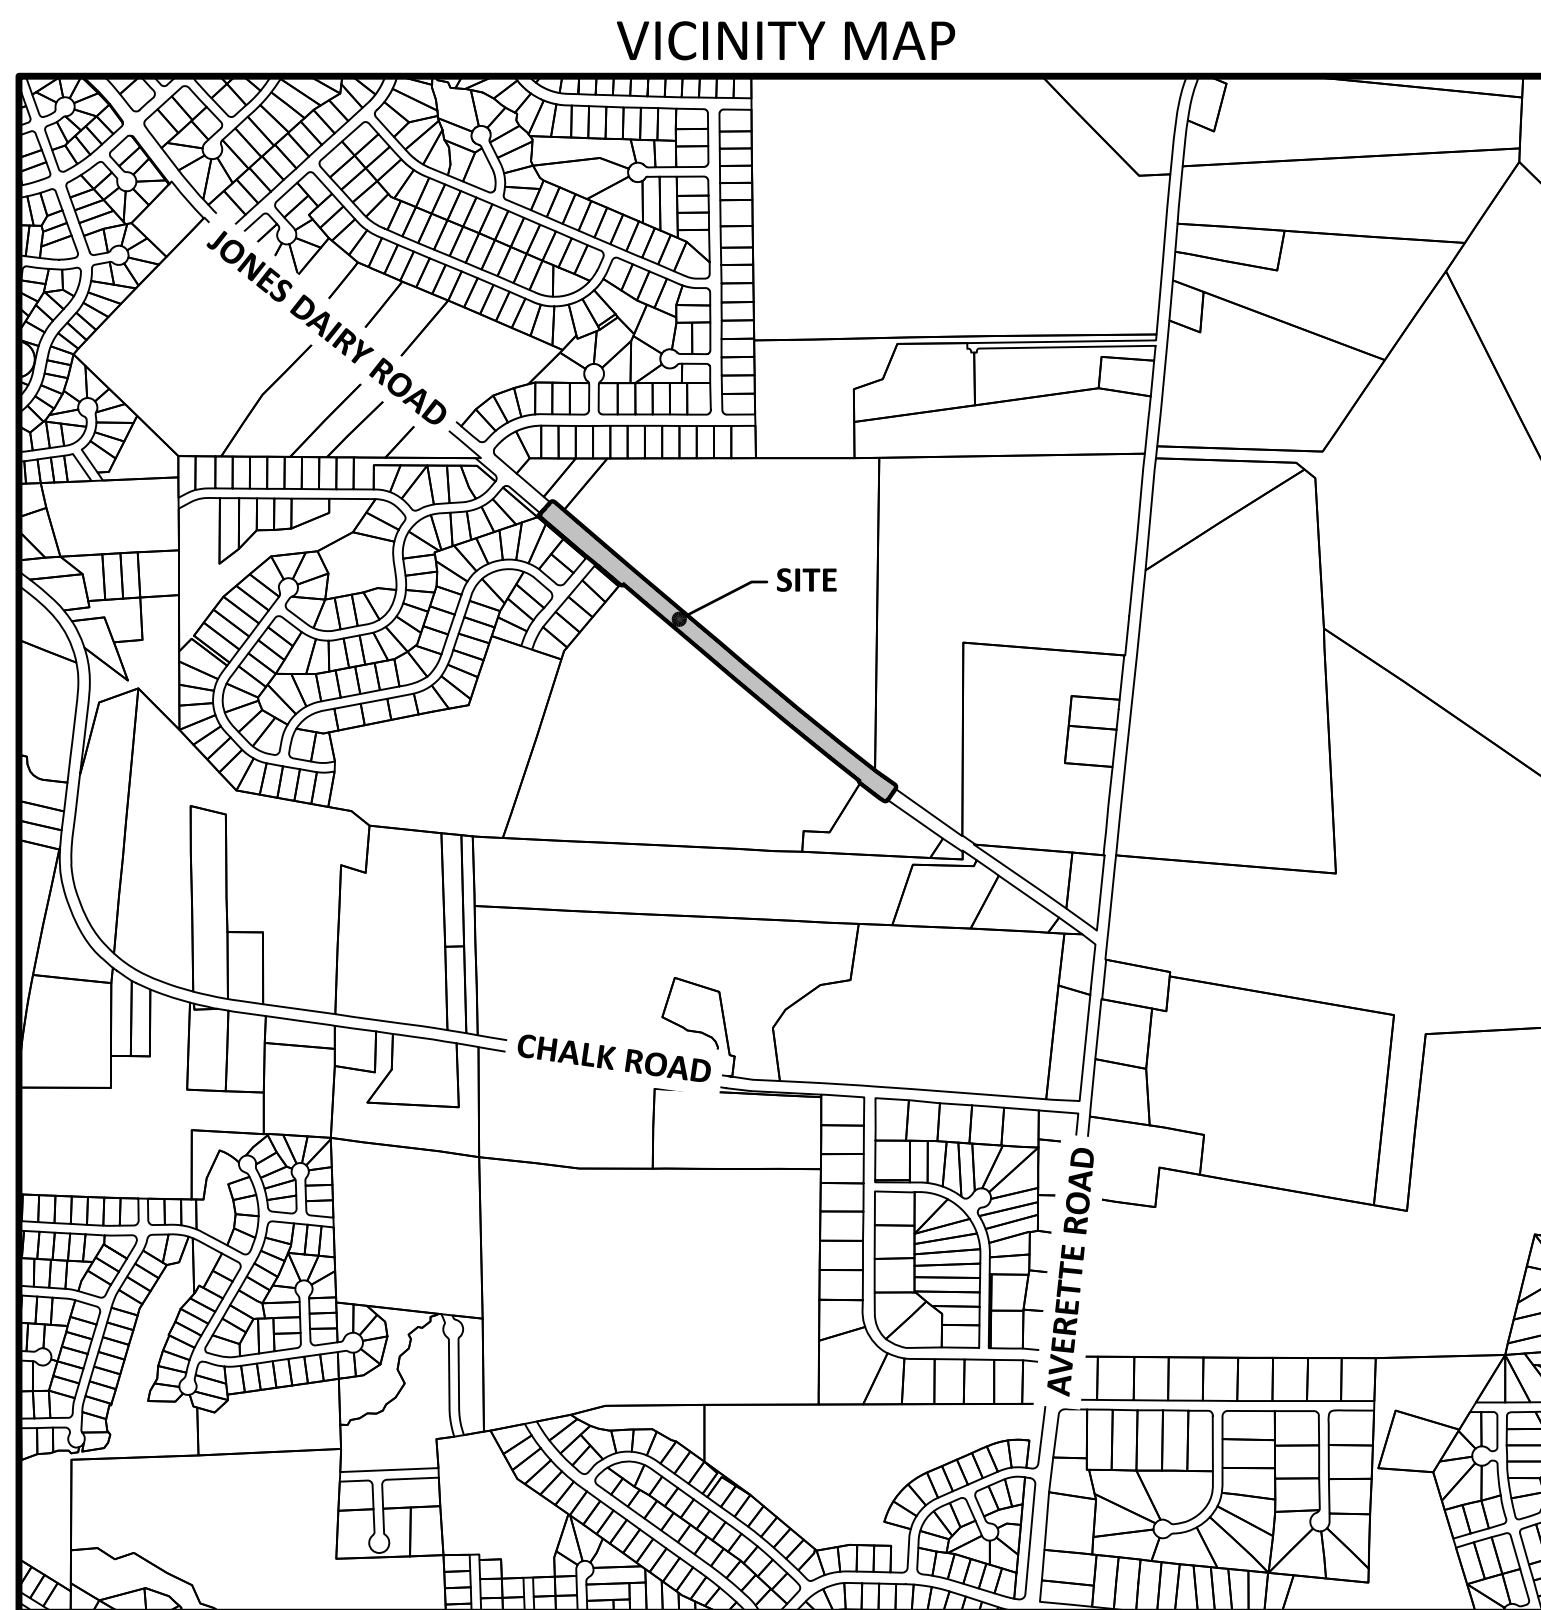 VICINITY MAP
JONES DAIRY ROAD
SITE
CHALK ROAD
AVERETTE ROAD